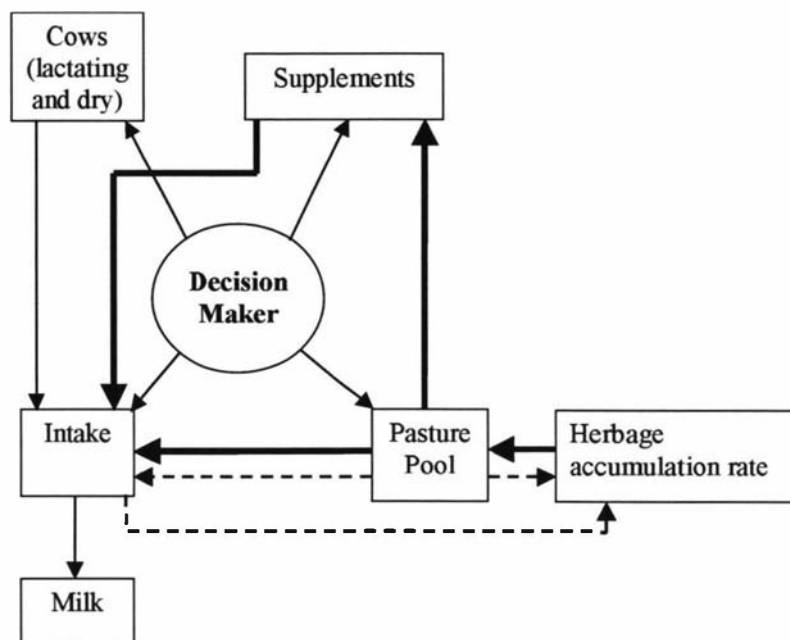 Cows
(lactating
and dry)
Supplements
Decision
Maker
Intake
Pasture
Pool
Herbage
accumulation rate
Milk